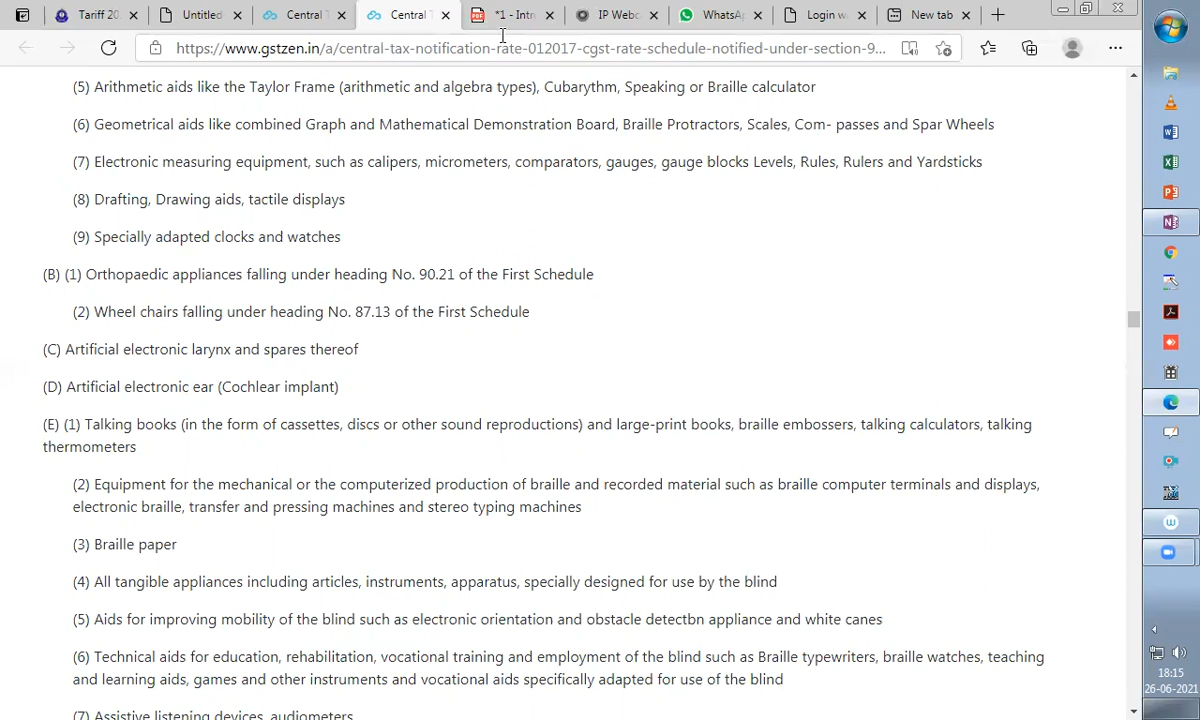 Tariff 20
Untitled
Central T
Central T
*1 - Intr
IP Webc
WhatsAp
Login w
New tab
https://www.gstzen.in/a/central-tax-notification-rate-012017-cgst-rate-schedule-notified-under-section-9...
(5) Arithmetic aids like the Taylor Frame (arithmetic and algebra types), Cubarythm, Speaking or Braille calculator
(6) Geometrical aids like combined Graph and Mathematical Demonstration Board, Braille Protractors, Scales, Com- passes and Spar Wheels
(7) Electronic measuring equipment, such as calipers, micrometers, comparators, gauges, gauge blocks Levels, Rules, Rulers and Yardsticks
(8) Drafting, Drawing aids, tactile displays
(9) Specially adapted clocks and watches
(B) (1) Orthopaedic appliances falling under heading No. 90.21 of the First Schedule
(2) Wheel chairs falling under heading No. 87.13 of the First Schedule
(C) Artificial electronic larynx and spares thereof
(D) Artificial electronic ear (Cochlear implant)
(E) (1) Talking books (in the form of cassettes, discs or other sound reproductions) and large-print books, braille embossers, talking calculators, talking
thermometers
(2) Equipment for the mechanical or the computerized production of braille and recorded material such as braille computer terminals and displays,
electronic braille, transfer and pressing machines and stereo typing machines
(3) Braille paper
(4) All tangible appliances including articles, instruments, apparatus, specially designed for use by the blind
(5) Aids for improving mobility of the blind such as electronic orientation and obstacle detectbn appliance and white canes
(6) Technical aids for education, rehabilitation, vocational training and employment of the blind such as Braille typewriters, braille watches, teaching
and learning aids, games and other instruments and vocational aids specifically adapted for use of the blind
(7) Assistive listening devices, audiometers
18:15
26-06-2021